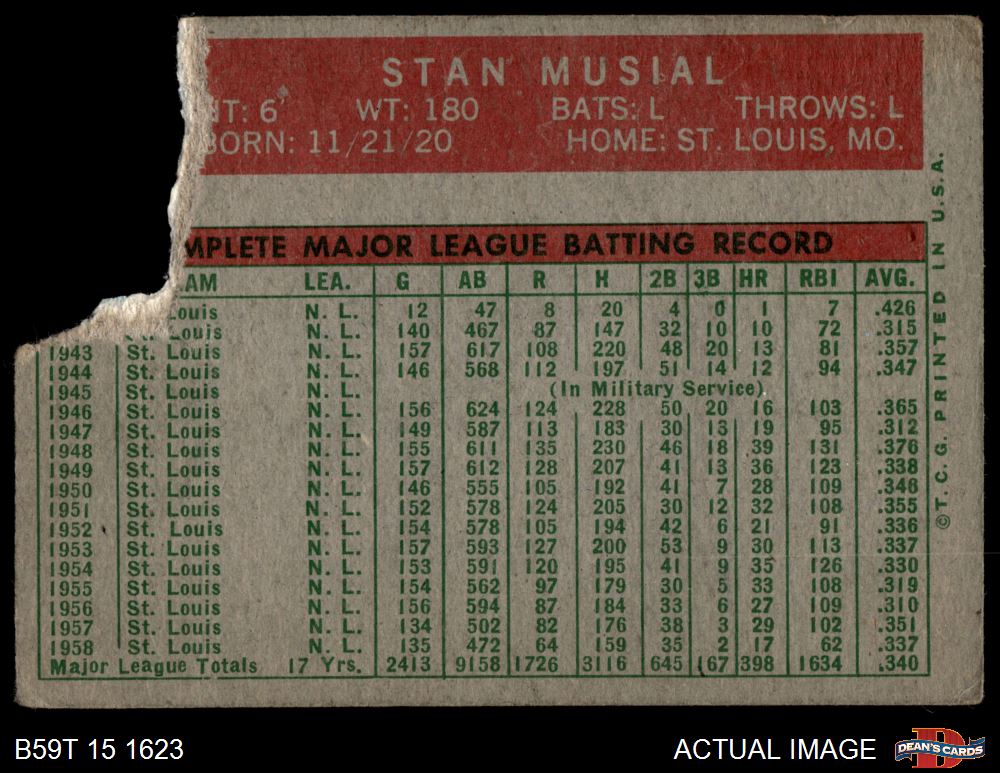 STAN MUSIAL
HT: 6' WT: 180 BATS: L THROWS: L
BORN: 11/21/20 HOME: ST. LOUIS, MO.
MPLETE MAJOR LEAGUE BATTING RECORD
AM LEA. G AB R H 2B 3B HR RBI AVG.
Louis N. L. 12 47 8 20 4 0 1 7 .426
Louis N. L. 140 467 87 147 32 10 10 72 .315
1943 St. Louis N. L. 157 617 108 220 48 20 13 81 .357
1944 St. Louis N. L. 146 568 112 197 51 14 12 94 .347
1945 St. Louis N. L. (In Military Service)
1946 St. Louis N. L. 156 624 124 228 50 20 16 103 .365
1947 St. Louis N. L. 149 587 113 183 30 13 19 95 .312
1948 St. Louis N. L. 155 611 135 230 46 18 39 131 .376
1949 St. Louis N. L. 157 612 128 207 41 13 36 123 .338
1950 St. Louis N. L. 146 555 105 192 41 7 28 109 .346
1951 St. Louis N. L. 152 578 124 205 30 12 32 108 .355
1952 St. Louis N. L. 154 578 105 194 42 6 21 91 .336
1953 St. Louis N. L. 157 593 127 200 53 9 30 113 .337
1954 St. Louis N. L. 153 591 120 195 41 9 35 126 .330
1955 St. Louis N. L. 154 562 97 179 30 5 33 108 .319
1956 St. Louis N. L. 156 594 87 184 33 6 27 109 .310
1957 St. Louis N. L. 134 502 82 176 38 3 29 102 .351
1958 St. Louis N. L. 135 472 64 159 35 2 17 62 .337
Major League Totals 17 Yrs. 2413 9158 1726 3116 645 167 398 1634 .340
© T. C. G. PRINTED IN U.S.A.
B59T 15 1623 ACTUAL IMAGE DEAN'S CARDS